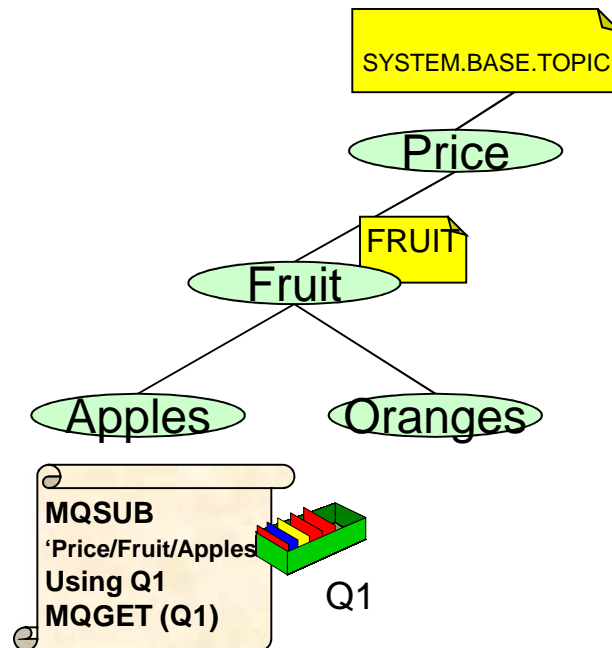 SYSTEM.BASE.TOPIC
Price
FRUIT
Fruit
Apples
Oranges
MQSUB
‘Price/Fruit/Apples
Using Q1
MQGET (Q1)
Q1